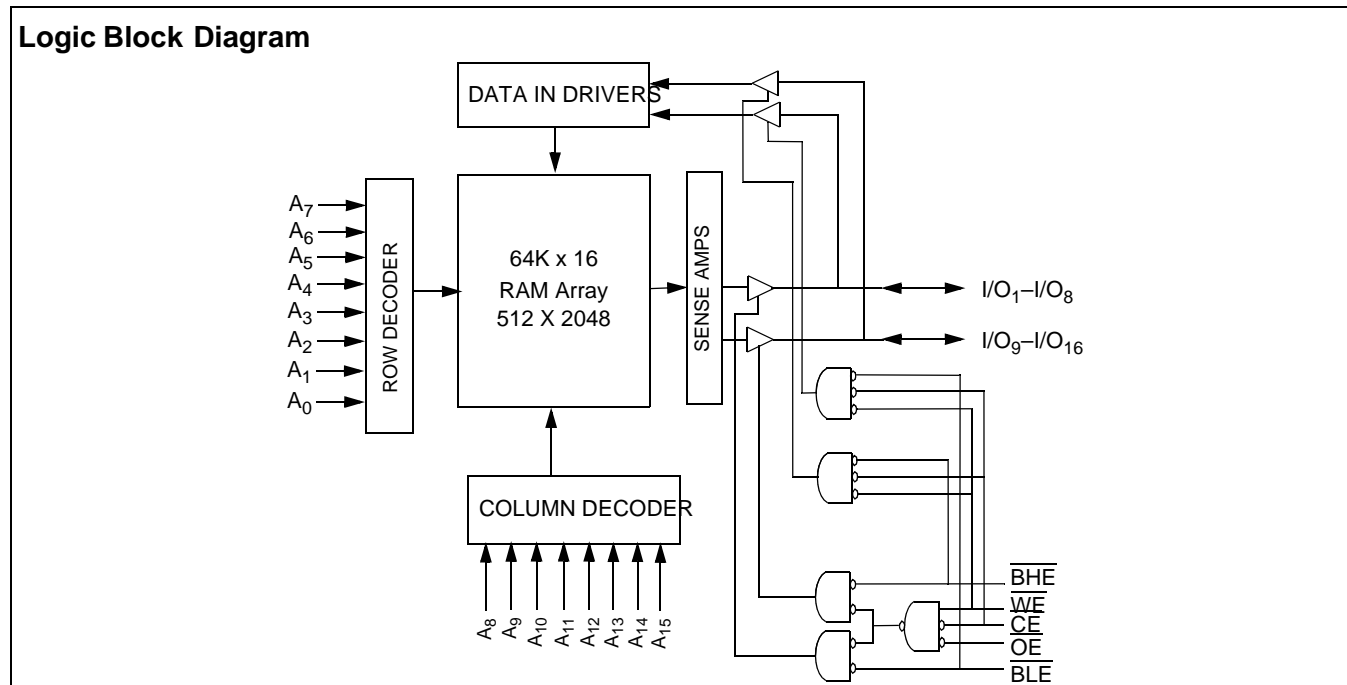 Logic Block Diagram
DATA IN DRIVERS
A7
A6
A5
A4
A3
A2
A1
A0
ROW DECODER
64K x 16
RAM Array
512 X 2048
SENSE AMPS
I/O1–I/O8
I/O9–I/O16
COLUMN DECODER
A8
A9
A10
A11
A12
A13
A14
A15
BHE
WE
CE
OE
BLE